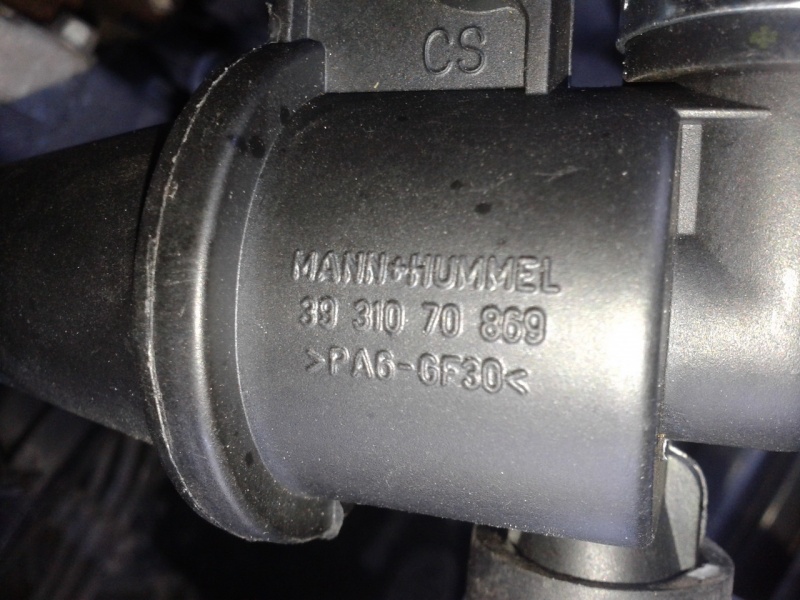 CS
MANN+HUMMEL
39 310 70 869
>PA6-GF30<